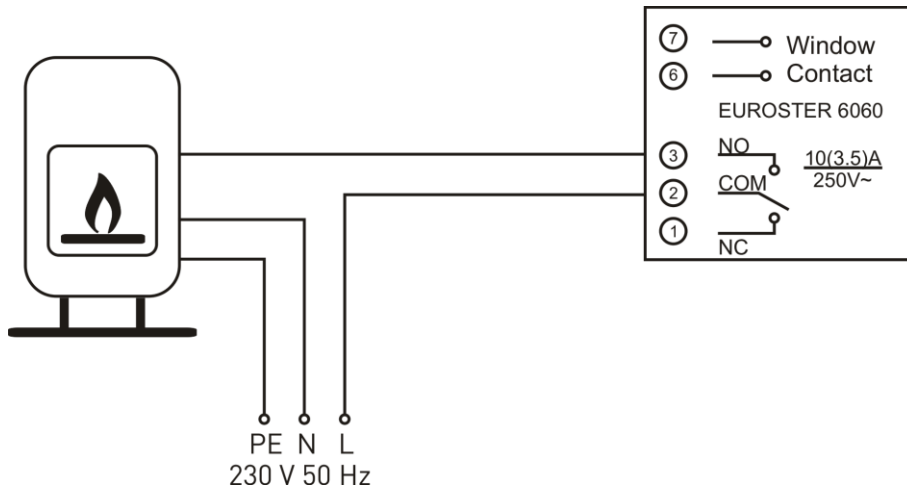 7 Window
6 Contact
EUROSTER 6060
3 NO 10(3.5)A
250V~
2 COM
1 NC
PE N L
230 V 50 Hz